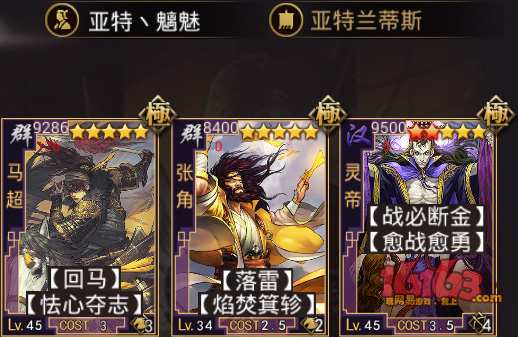 亚特丶魑魅
亚特兰蒂斯
極
極
極
群
9286
马超
【回马】
【怯心夺志】
Lv.45
COST 3
3
群
8400
张角
【落雷】
【焰焚箕轸】
Lv.34
COST 2.5
2
汉
9500
灵帝
【战必断金】
【愈战愈勇】
16163.com
Lv.45
COST 3.5
4